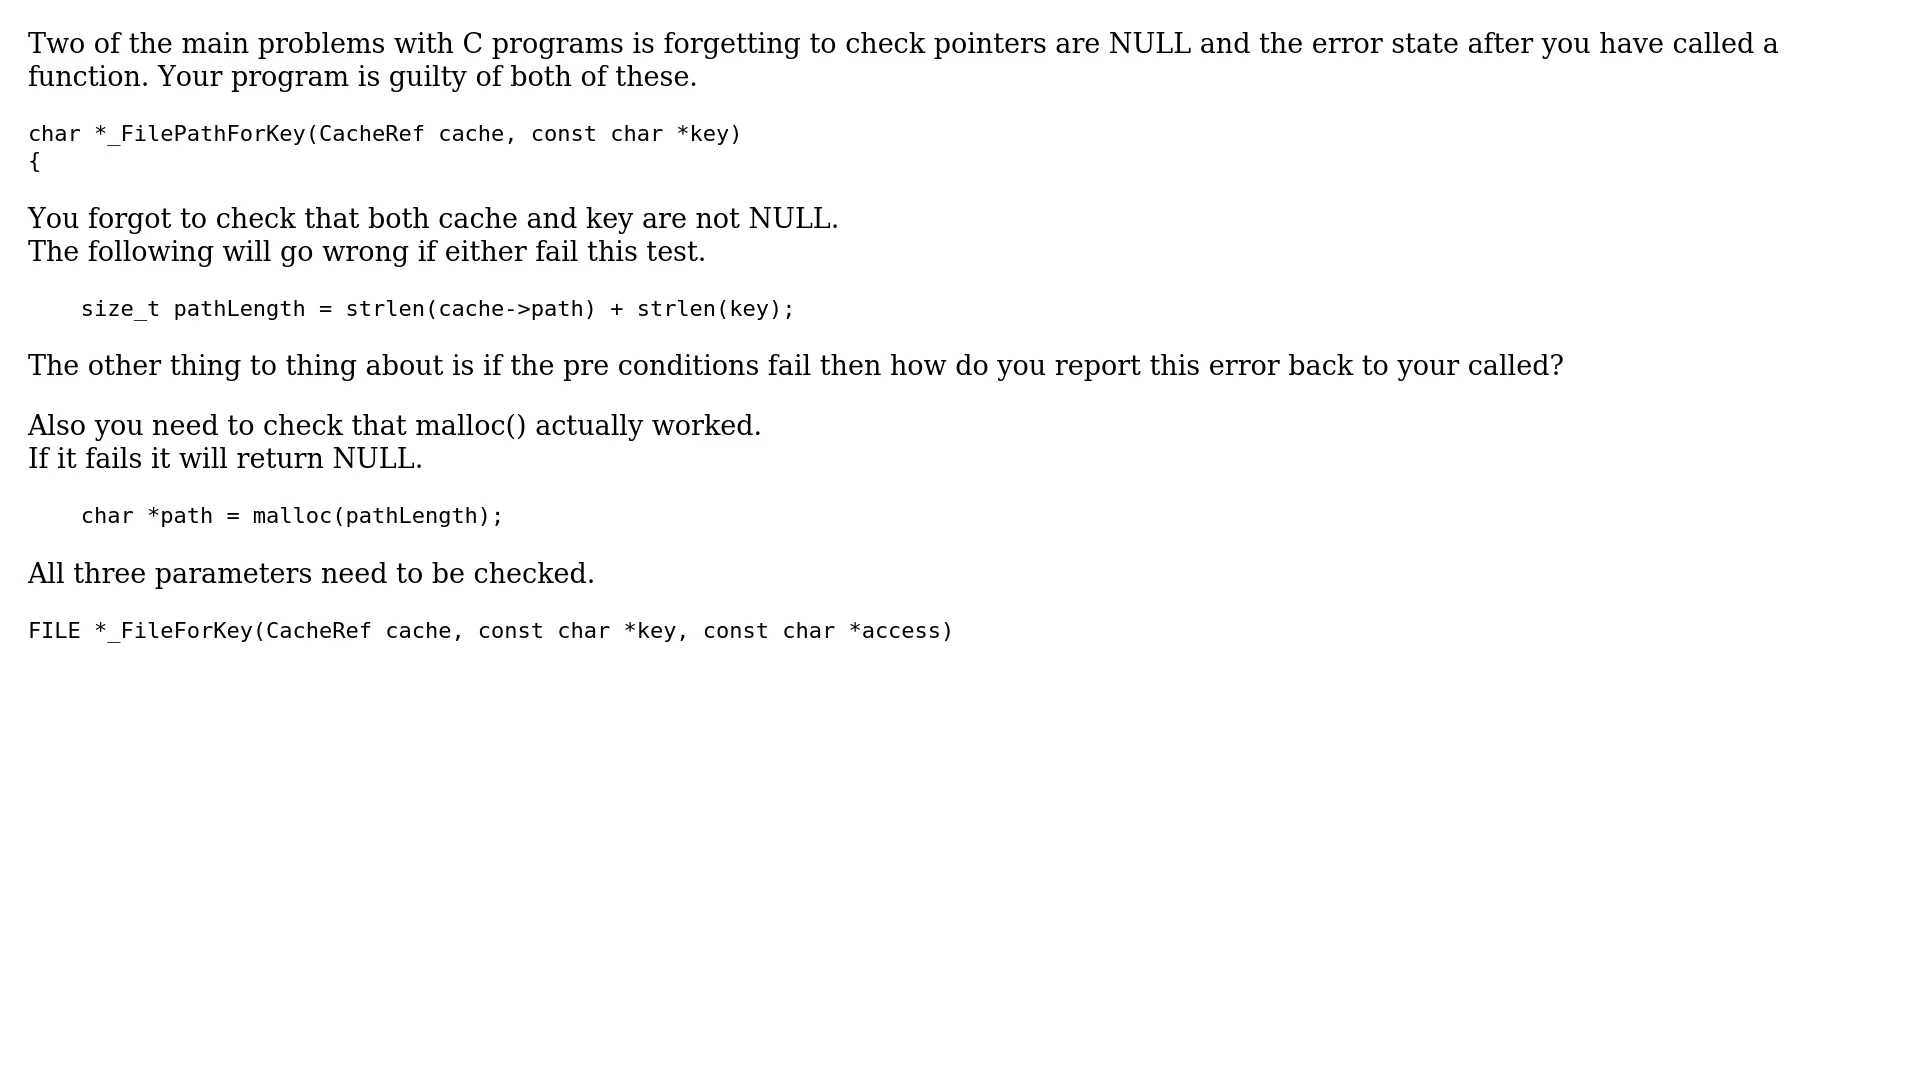 Two of the main problems with C programs is forgetting to check pointers are NULL and the error state after you have called a
function. Your program is guilty of both of these.
char *_FilePathForKey(CacheRef cache, const char *key)
{
You forgot to check that both cache and key are not NULL.
The following will go wrong if either fail this test.
    size_t pathLength = strlen(cache->path) + strlen(key);
The other thing to thing about is if the pre conditions fail then how do you report this error back to your called?
Also you need to check that malloc() actually worked.
If it fails it will return NULL.
    char *path = malloc(pathLength);
All three parameters need to be checked.
FILE *_FileForKey(CacheRef cache, const char *key, const char *access)